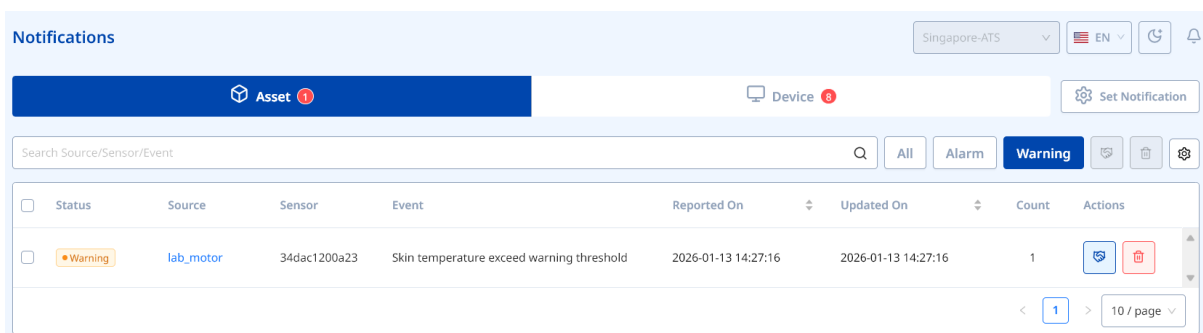 Notifications
Singapore-ATS
EN
Asset 1
Device 8
Set Notification
Search Source/Sensor/Event
All
Alarm
Warning
Status Source Sensor Event Reported On Updated On Count Actions
Warning lab_motor 34dac1200a23 Skin temperature exceed warning threshold 2026-01-13 14:27:16 2026-01-13 14:27:16 1
< 1 > 10 / page